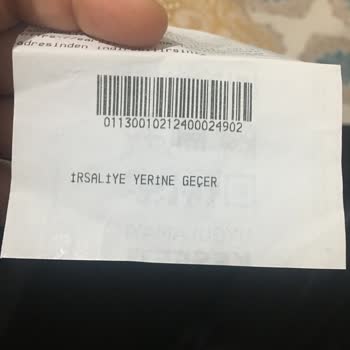 adresinden
01130010212400024902
İRSALİYE YERİNE GEÇER